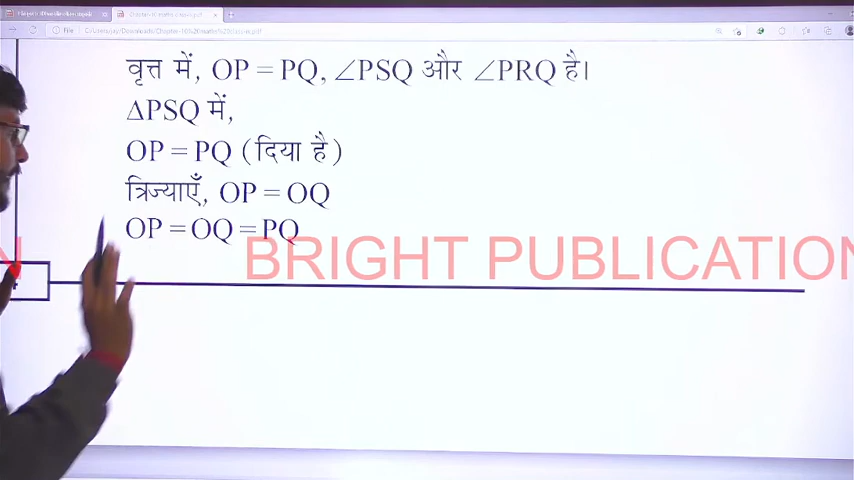 वृत्त में, OP = PQ, ∠PSQ और ∠PRQ है।
ΔPSQ में,
OP = PQ (दिया है)
त्रिज्याएँ, OP = OQ
OP = OQ = PQ
BRIGHT PUBLICATION